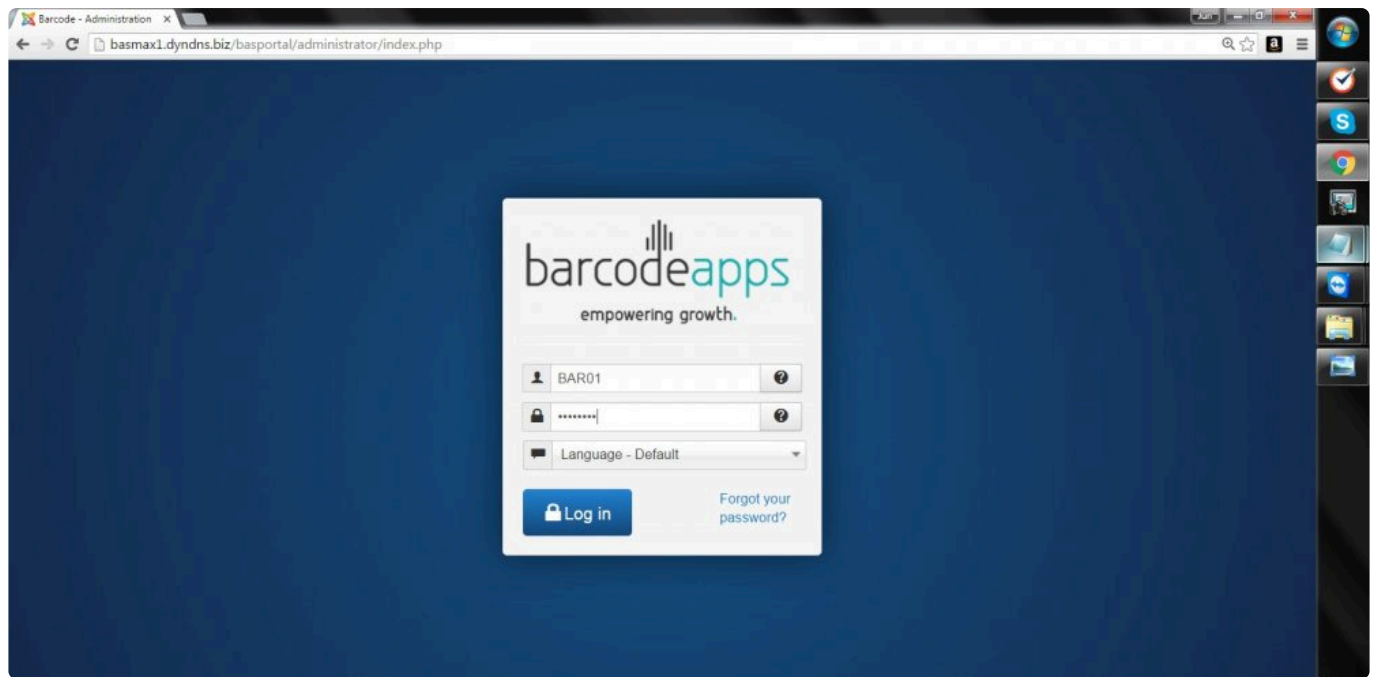 Barcode - Administration
Jun
basmax1.dyndns.biz/basportal/administrator/index.php
barcodeapps
empowering growth.
BAR01
••••••••
Language - Default
Log in
Forgot your
password?